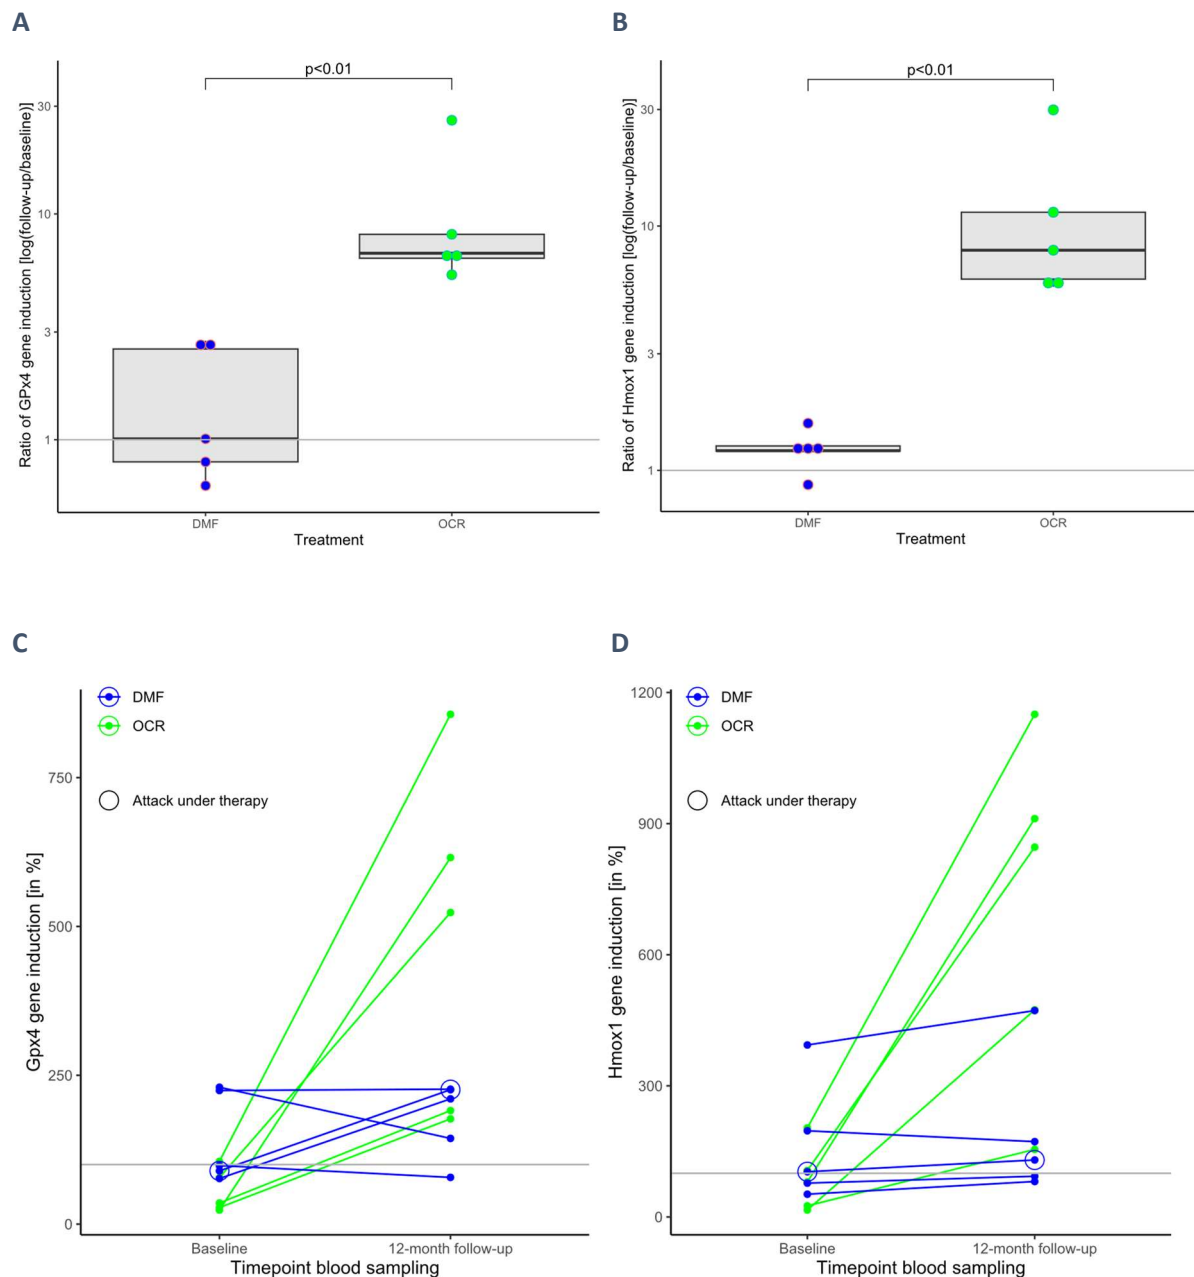 A
p<0.01
Ratio of GPx4 gene induction [log(follow-up/baseline)]
30
10
3
1
DMF
OCR
Treatment
B
p<0.01
Ratio of Hmox1 gene induction [log(follow-up/baseline)]
30
10
3
1
DMF
OCR
Treatment
C
DMF
OCR
Attack under therapy
Gpx4 gene induction [in %]
750
500
250
0
Baseline
12-month follow-up
Timepoint blood sampling
D
DMF
OCR
Attack under therapy
Hmox1 gene induction [in %]
1200
900
600
300
0
Baseline
12-month follow-up
Timepoint blood sampling